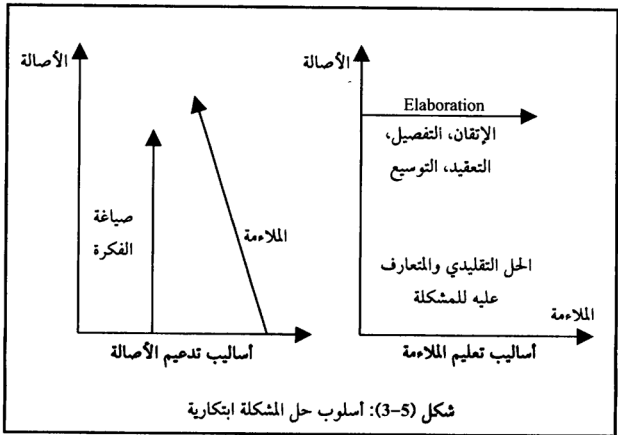 الأصالة
Elaboration
الإتقان، التفصيل،
التعقيد، التوسيع
الحل التقليدي والمتعارف
عليه للمشكلة
الملاءمة
أساليب تعليم الملاءمة
الأصالة
صياغة
الفكرة
الملاءمة
أساليب تدعيم الأصالة
شكل (5–3): أسلوب حل المشكلة ابتكارية